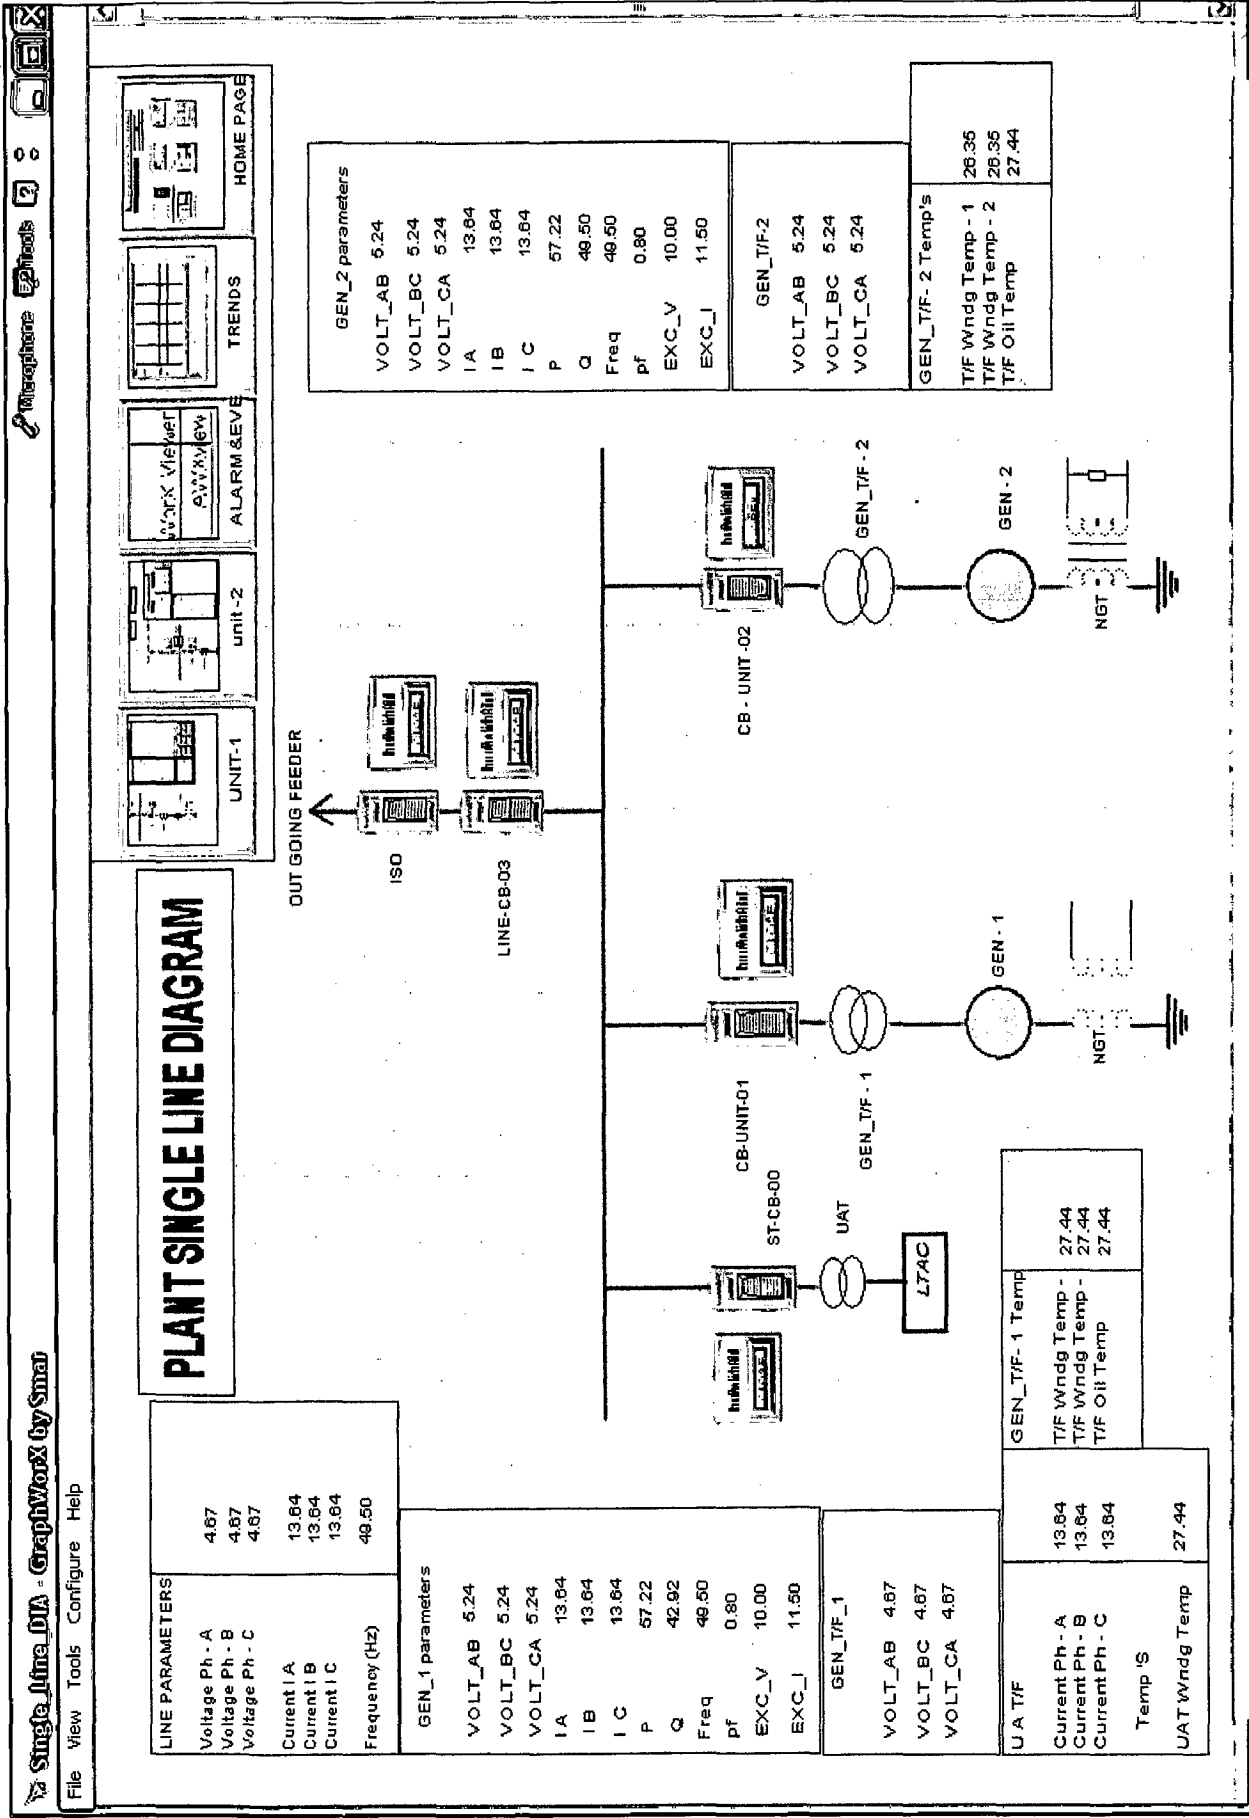 Single_Line_DIA - GraphWorX by Smar
Microphone Tools
File View Tools Configure Help
PLANT SINGLE LINE DIAGRAM
UNIT-1
unit-2
WorX Viewer
AWXview
ALARM&EVE
TRENDS
HOME PAGE
LINE PARAMETERS
Voltage Ph - A 4.67
Voltage Ph - B 4.67
Voltage Ph - C 4.67
Current I A 13.64
Current I B 13.64
Current I C 13.64
Frequency (Hz) 49.50
GEN_1 parameters
VOLT_AB 5.24
VOLT_BC 5.24
VOLT_CA 5.24
I A 13.64
I B 13.64
I C 13.64
P 57.22
Q 42.92
Freq 49.50
pf 0.80
EXC_V 10.00
EXC_I 11.50
GEN_T/F_1
VOLT_AB 4.67
VOLT_BC 4.67
VOLT_CA 4.67
U A T/F
Current Ph - A 13.64
Current Ph - B 13.64
Current Ph - C 13.64
Temp 'S
UAT Wndg Temp 27.44
GEN_T/F- 1 Temp
T/F Wndg Temp - 27.44
T/F Wndg Temp - 27.44
T/F Oil Temp 27.44
OUT GOING FEEDER
ISO
LINE-CB-03
ST-CB-00
UAT
LTAC
CB-UNIT-01
GEN_T/F - 1
GEN - 1
NGT
CB - UNIT -02
GEN_T/F - 2
GEN - 2
NGT
GEN_2 parameters
VOLT_AB 5.24
VOLT_BC 5.24
VOLT_CA 5.24
I A 13.64
I B 13.64
I C 13.64
P 57.22
Q 49.50
Freq 49.50
pf 0.80
EXC_V 10.00
EXC_I 11.50
GEN_T/F-2
VOLT_AB 5.24
VOLT_BC 5.24
VOLT_CA 5.24
GEN_T/F- 2 Temp's
T/F Wndg Temp - 1 26.35
T/F Wndg Temp - 2 26.35
T/F Oil Temp 27.44